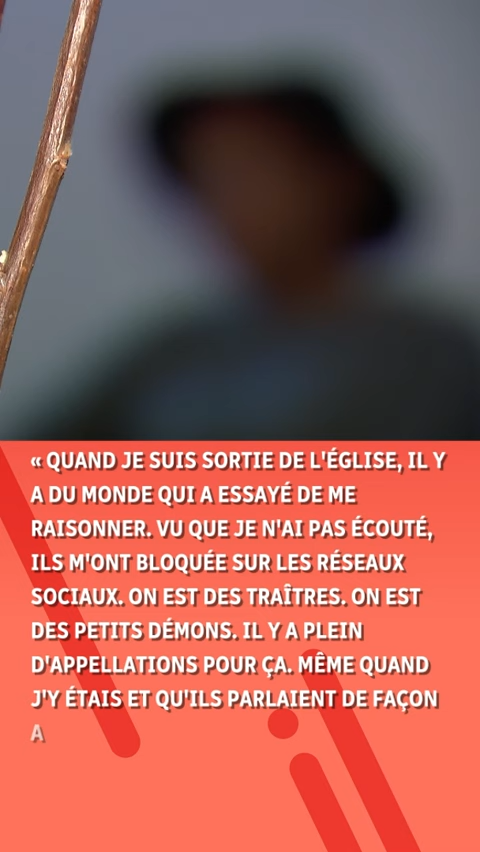 « QUAND JE SUIS SORTIE DE L'ÉGLISE, IL Y
A DU MONDE QUI A ESSAYÉ DE ME
RAISONNER. VU QUE JE N'AI PAS ÉCOUTÉ,
ILS M'ONT BLOQUÉE SUR LES RÉSEAUX
SOCIAUX. ON EST DES TRAÎTRES. ON EST
DES PETITS DÉMONS. IL Y A PLEIN
D'APPELLATIONS POUR ÇA. MÊME QUAND
J'Y ÉTAIS ET QU'ILS PARLAIENT DE FAÇON
A